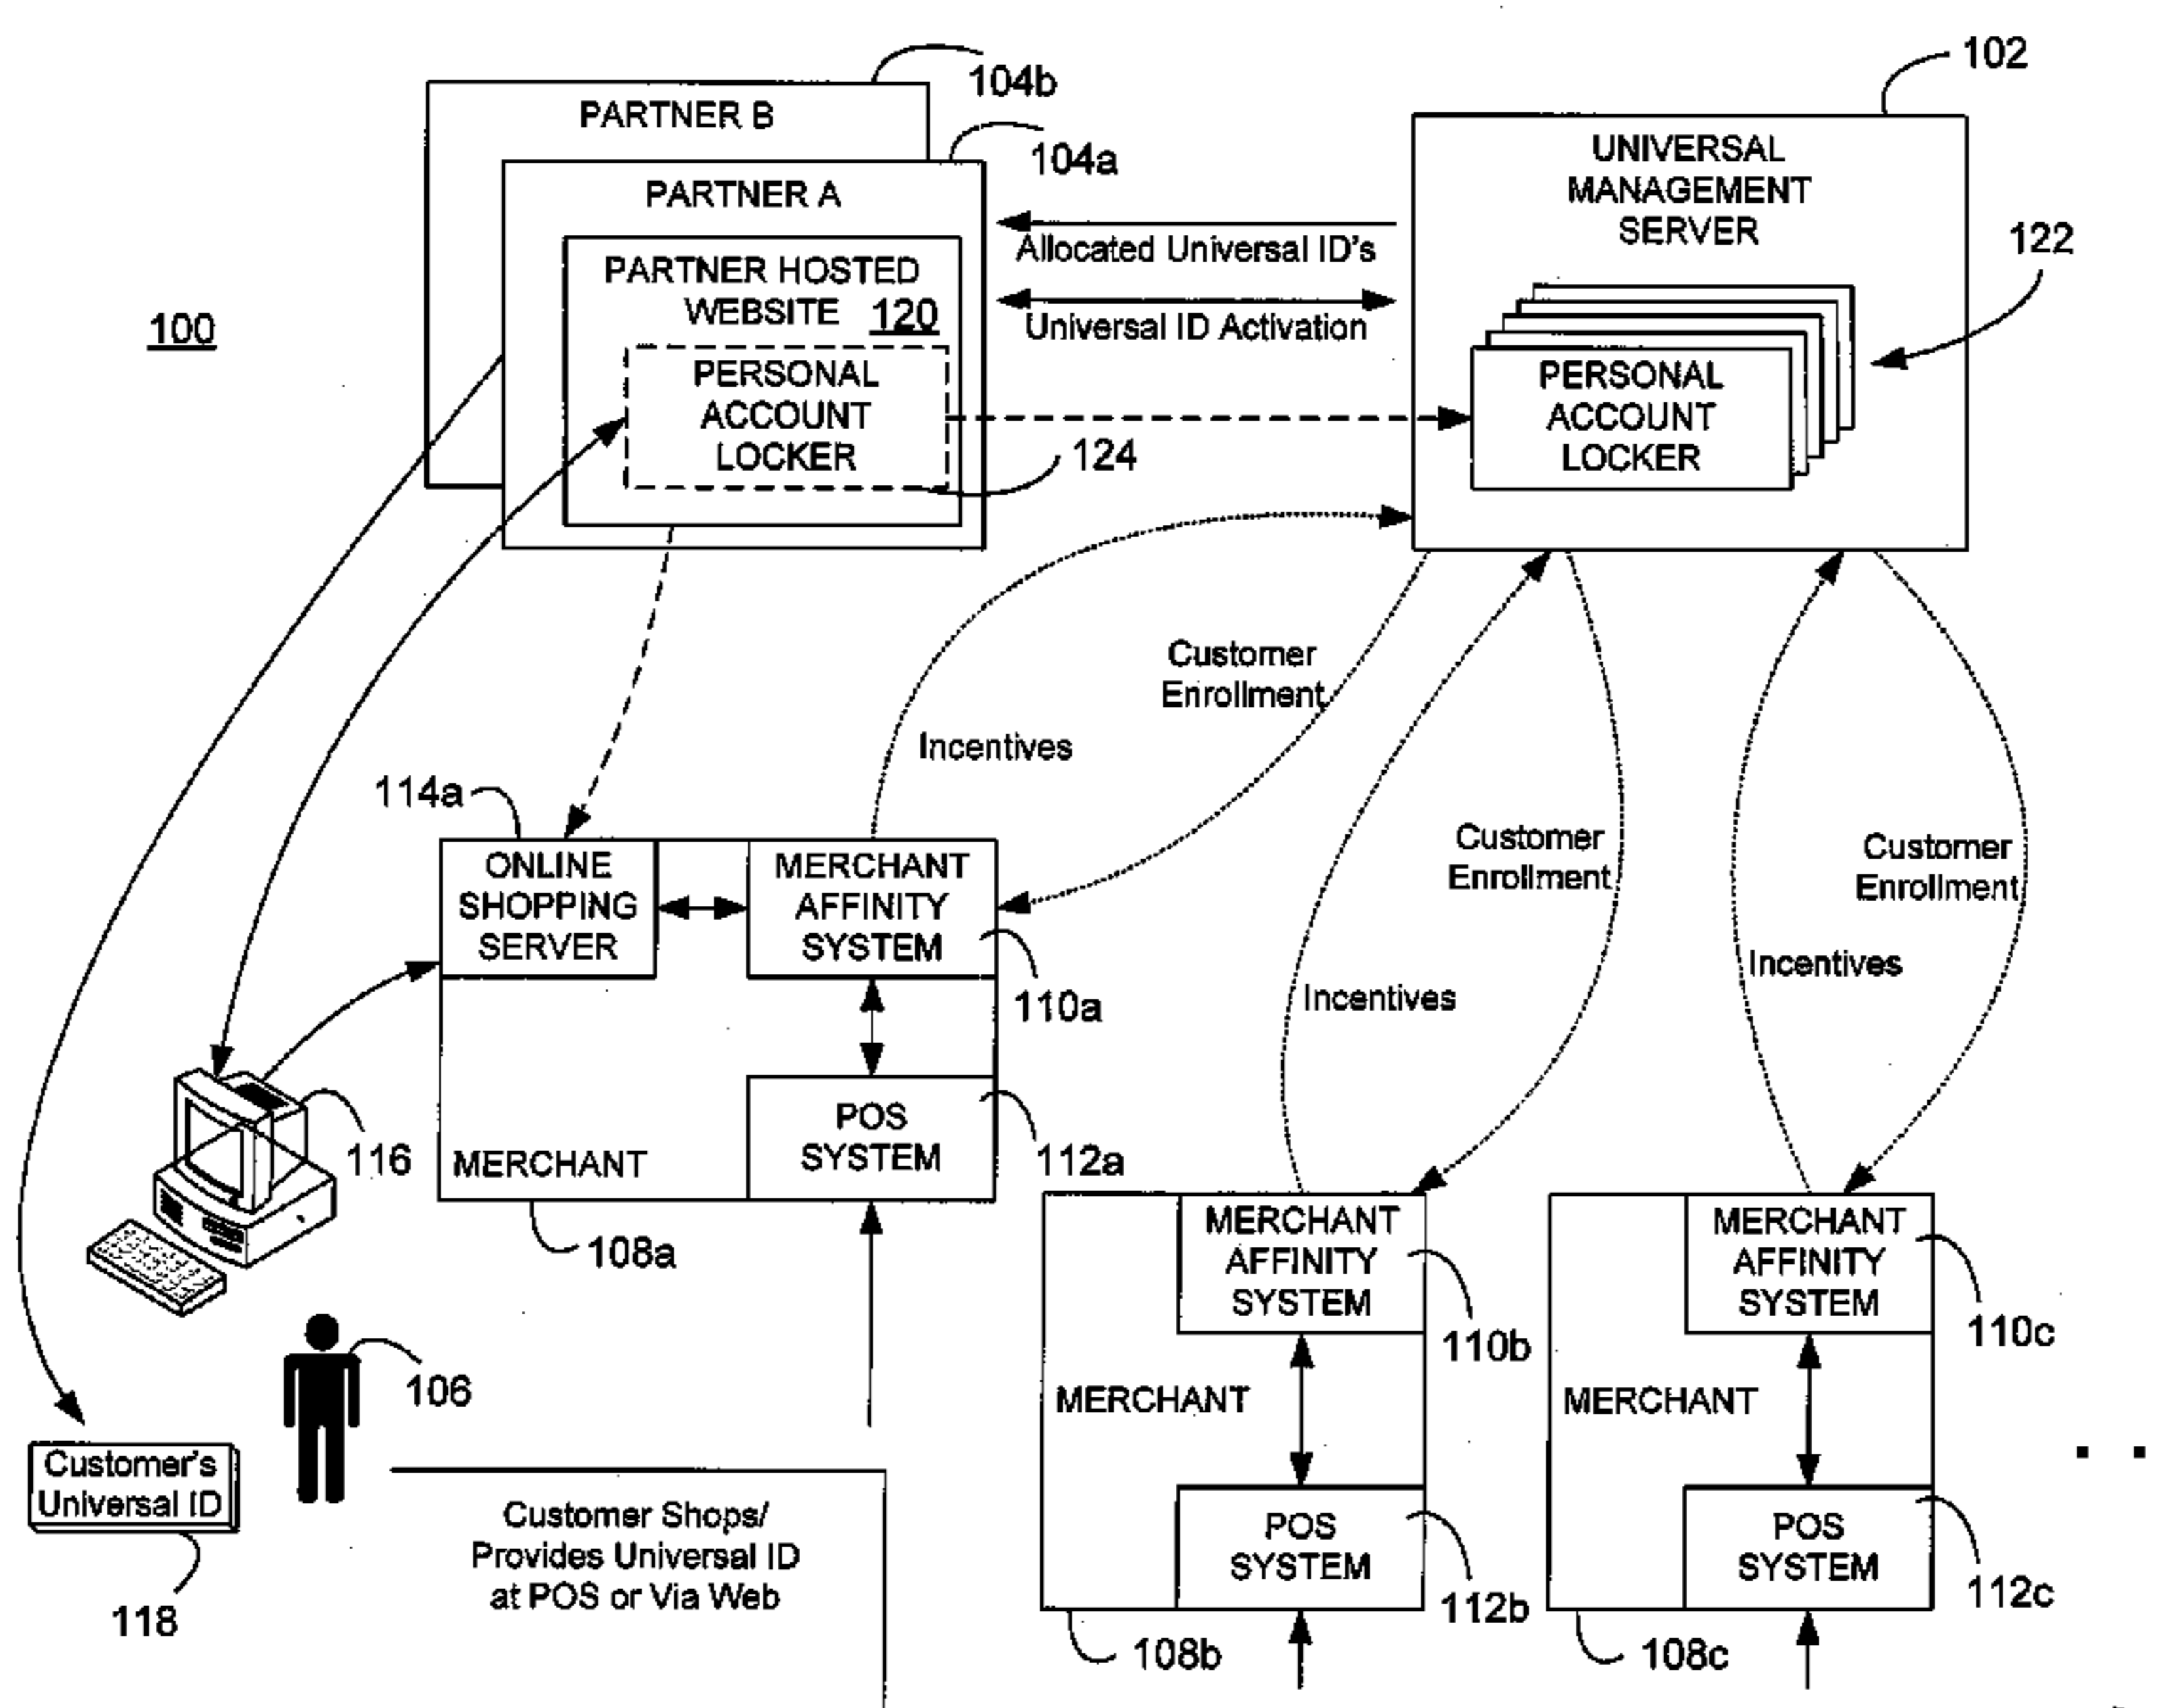 102
104b
PARTNER B
104a
PARTNER A
UNIVERSAL
MANAGEMENT
SERVER
122
Allocated Universal ID's
PARTNER HOSTED
WEBSITE 120
Universal ID Activation
100
PERSONAL
ACCOUNT
LOCKER
PERSONAL
ACCOUNT
LOCKER
124
Customer
Enrollment
Incentives
114a
ONLINE
SHOPPING
SERVER
MERCHANT
AFFINITY
SYSTEM
Customer
Enrollment
Customer
Enrollment
110a
Incentives
Incentives
POS
SYSTEM
116
MERCHANT
112a
108a
MERCHANT
AFFINITY
SYSTEM
MERCHANT
AFFINITY
SYSTEM
110b
110c
106
MERCHANT
MERCHANT
Customer's
Universal ID
Customer Shops/
Provides Universal ID
at POS or Via Web
POS
SYSTEM
POS
SYSTEM
118
112b
112c
108b
108c